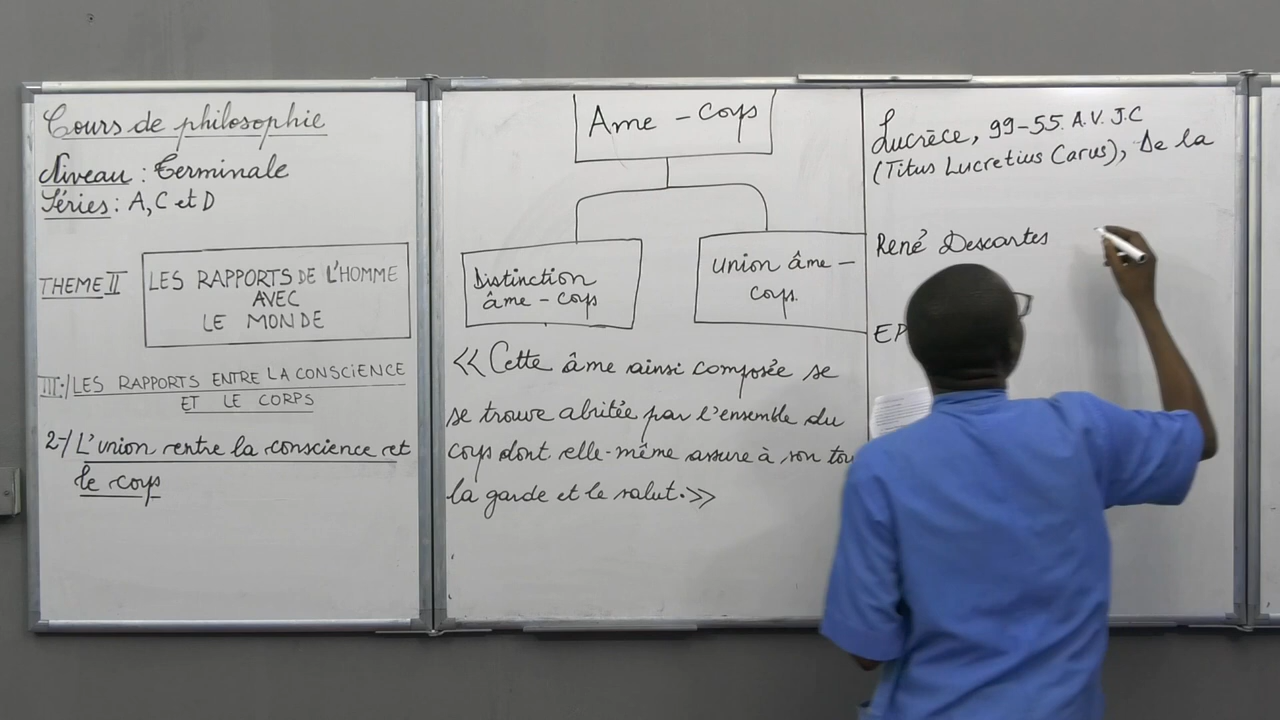 Cours de philosophie
Niveau : Terminale
Séries : A, C et D
THEME II
LES RAPPORTS DE L'HOMME
AVEC
LE MONDE
III./ LES RAPPORTS ENTRE LA CONSCIENCE
ET LE CORPS
2-/ L'union entre la conscience et
le corps
Ame - Corps
Distinction
âme - Corps
Union âme -
Corps.
<< Cette âme ainsi composée se
se trouve abritée par l'ensemble du
corps dont elle-même assure à son
la garde et le salut. >>
Lucrèce, 99-55. A.V. J.C
(Titus Lucretius Carus), De la
René Descartes